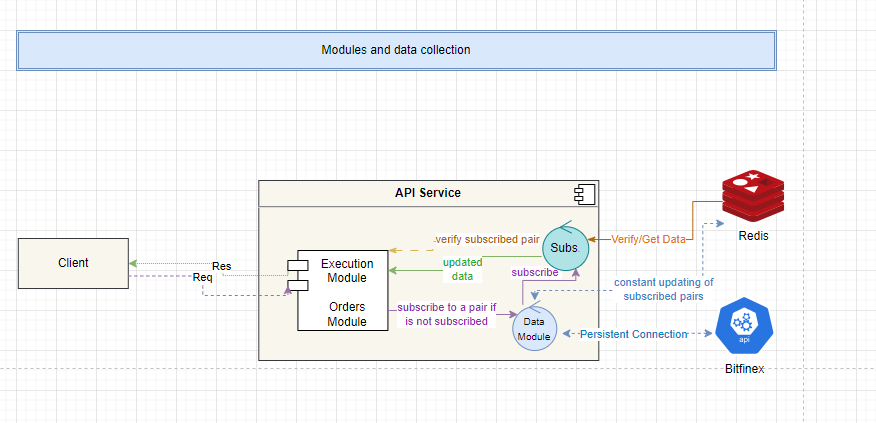 Modules and data collection
API Service
Client
Res
Req
Execution
Module
Orders
Module
verify subscribed pair
updated
data
subscribe
subscribe to a pair if
is not subscribed
Subs.
Data
Module
Verify/Get Data
Redis
constant updating of
subscribed pairs
Persistent Connection
api
Bitfinex